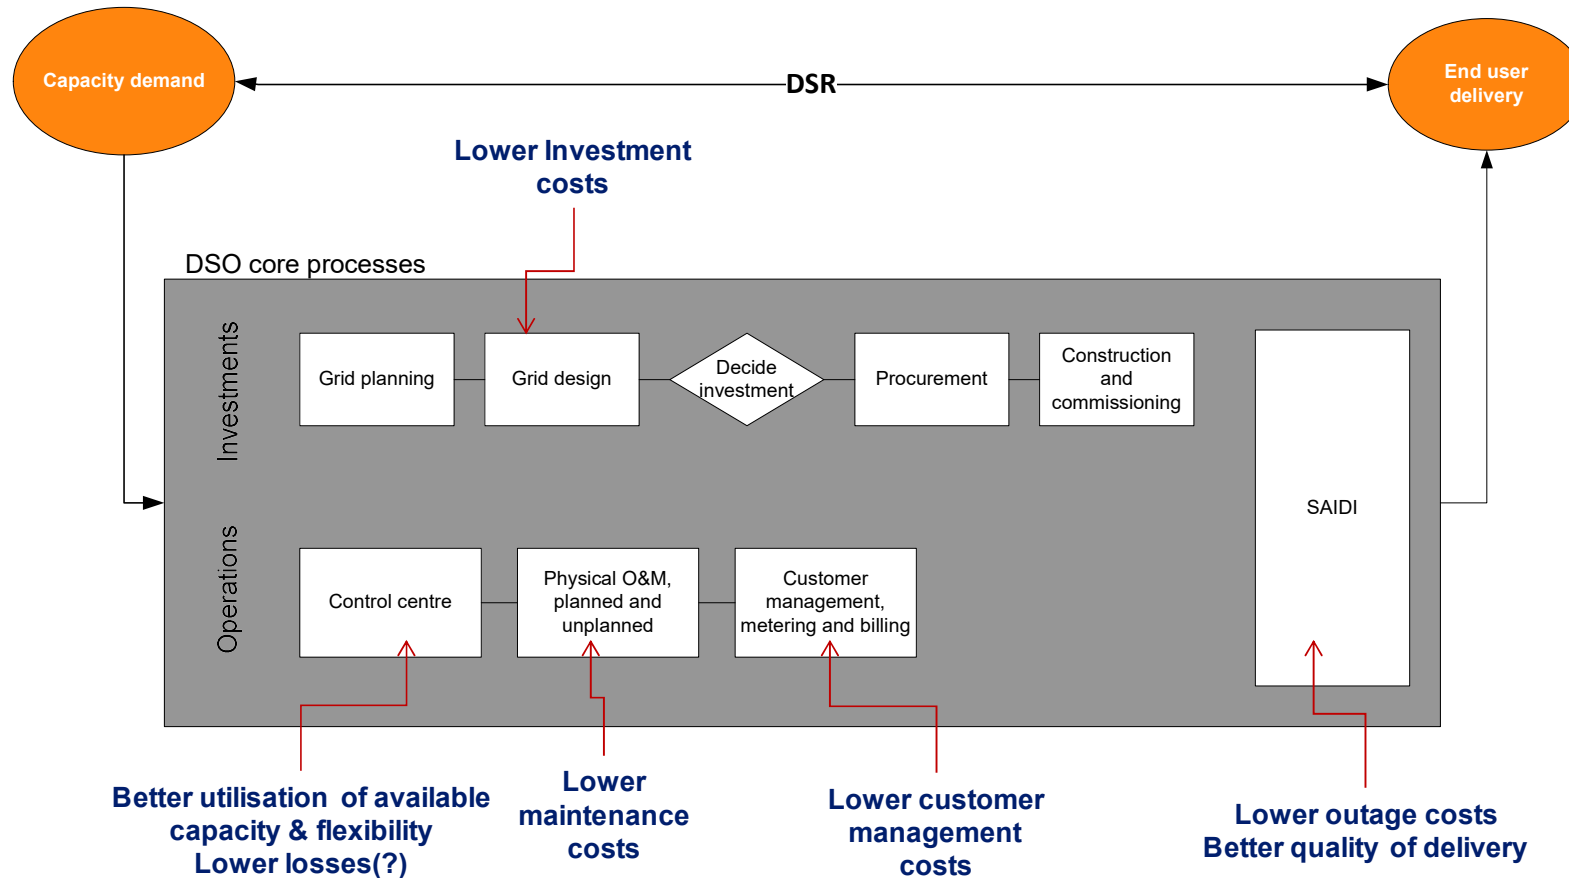 Capacity demand
DSR
End user
delivery
Lower Investment
costs
DSO core processes
Investments
Grid planning
Grid design
Decide
investment
Procurement
Construction
and
commissioning
SAIDI
Operations
Control centre
Physical O&M,
planned and
unplanned
Customer
management,
metering and billing
Better utilisation of available
capacity & flexibility
Lower losses(?)
Lower
maintenance
costs
Lower customer
management
costs
Lower outage costs
Better quality of delivery